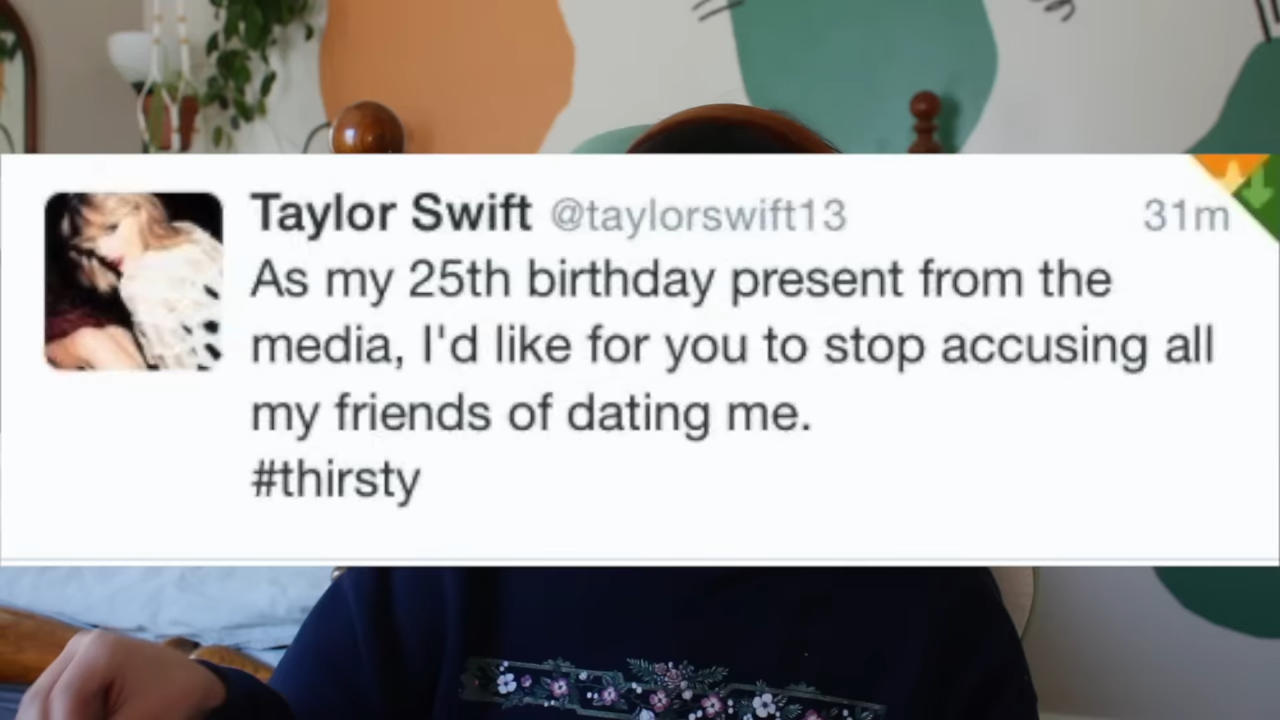 Taylor Swift @taylorswift13 31m
As my 25th birthday present from the
media, I'd like for you to stop accusing all
my friends of dating me.
#thirsty